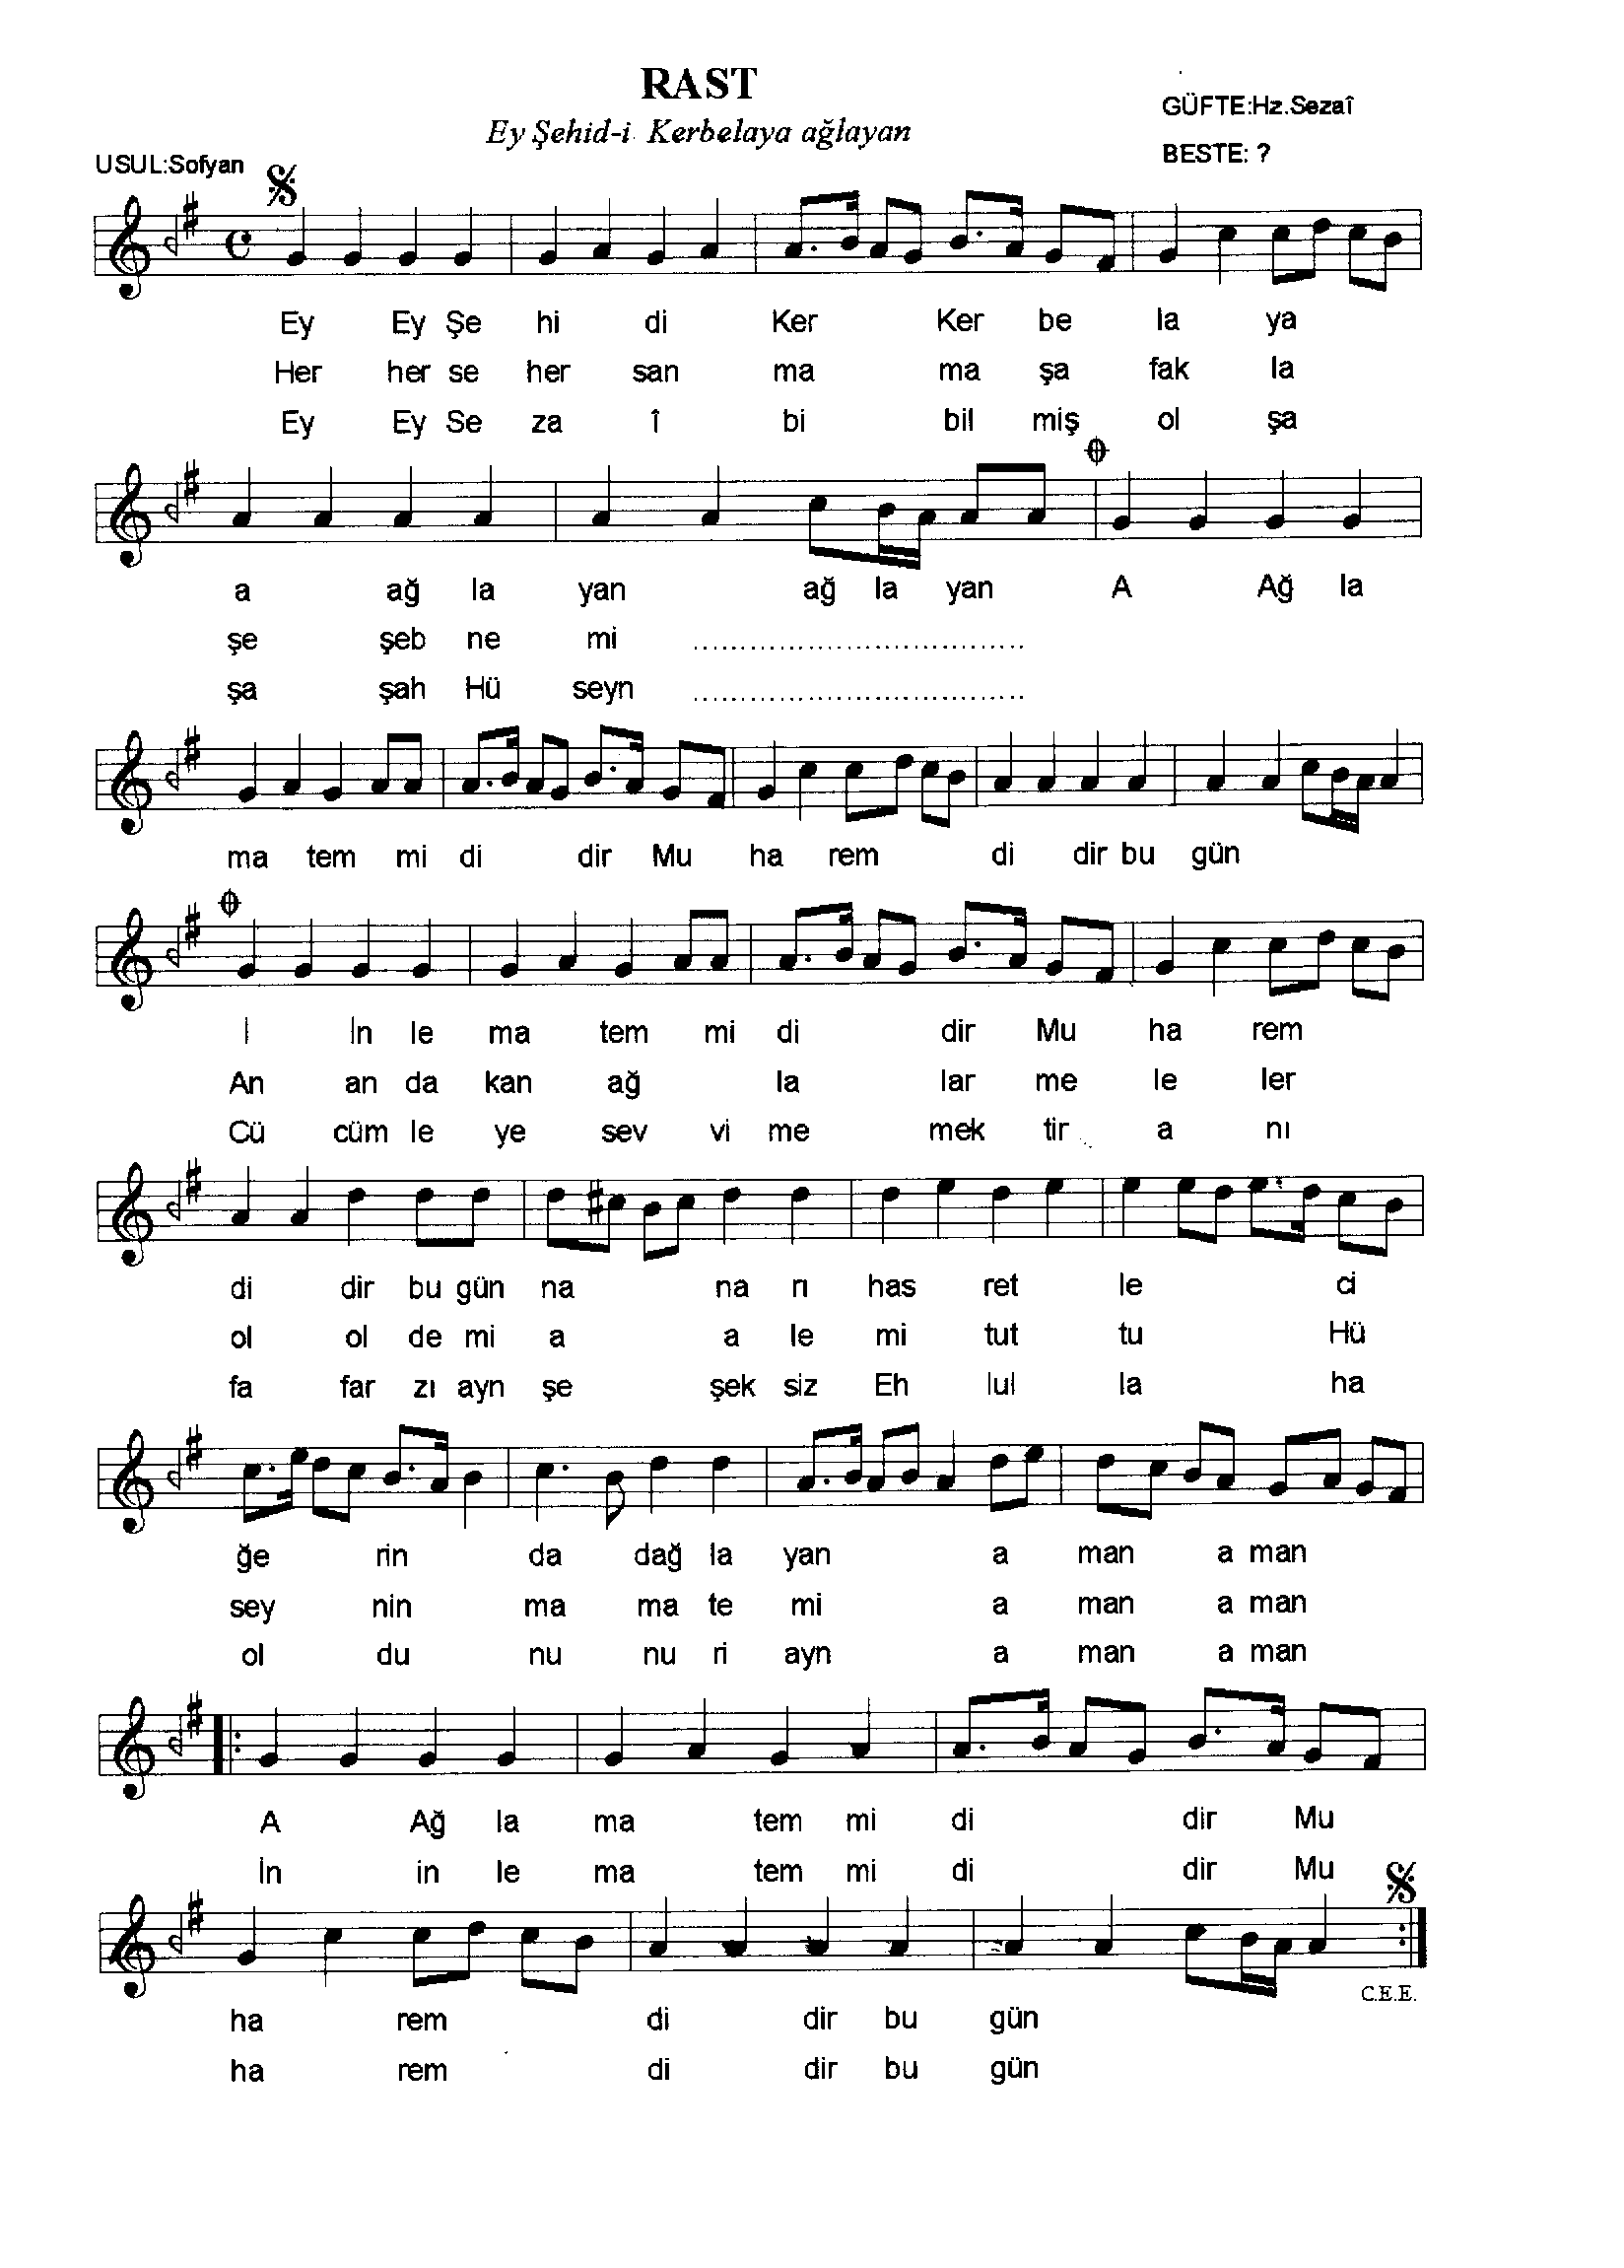 RAST
Ey Şehid-i Kerbelaya ağlayan
GÜFTE:Hz.Sezaî
BESTE: ?
USUL:Sofyan
Ey Ey Şe hi di Ker Ker be la ya
Her her se her san ma ma şa fak la
Ey Ey Se za î bi bil miş ol şa
a ağ la yan ağ la yan A Ağ la
şe şeb ne mi ..................................
şa şah Hü seyn ..................................
ma tem mi di dir Mu ha rem di dir bu gün
İ İn le ma tem mi di dir Mu ha rem
An an da kan ağ la lar me le ler
Cü cüm le ye sev vi me mek tir a nı
di dir bu gün na na rı has ret le ci
ol ol de mi a a le mi tut tu Hü
fa far zı ayn şe şek siz Eh lul la ha
ğe rin da dağ la yan a man a man
sey nin ma ma te mi a man a man
ol du nu nu ri ayn a man a man
A Ağ la ma tem mi di dir Mu
İn in le ma tem mi di dir Mu
C.E.E.
ha rem di dir bu gün
ha rem di dir bu gün